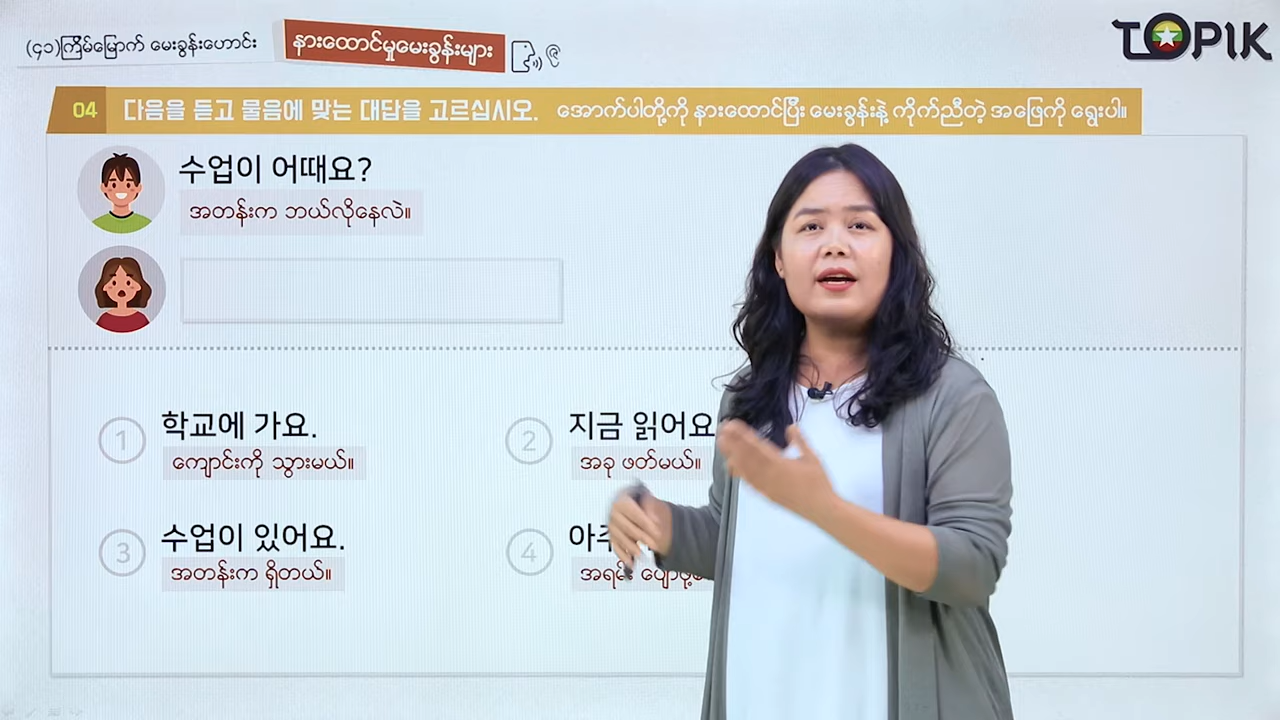 (၄၁)ကြိမ်မြောက် မေးခွန်းဟောင်း
နားထောင်မှုမေးခွန်းများ
TOPIK
04 다음을 듣고 물음에 맞는 대답을 고르십시오. အောက်ပါတို့ကို နားထောင်ပြီး မေးခွန်းနဲ့ ကိုက်ညီတဲ့ အဖြေကို ရွေးပါ။
수업이 어때요?
အတန်းက ဘယ်လိုနေလဲ။
1 학교에 가요.
ကျောင်းကို သွားမယ်။
2 지금 읽어요
အခု ဖတ်မယ်။
3 수업이 있어요.
အတန်းက ရှိတယ်။
4
အရမ်း